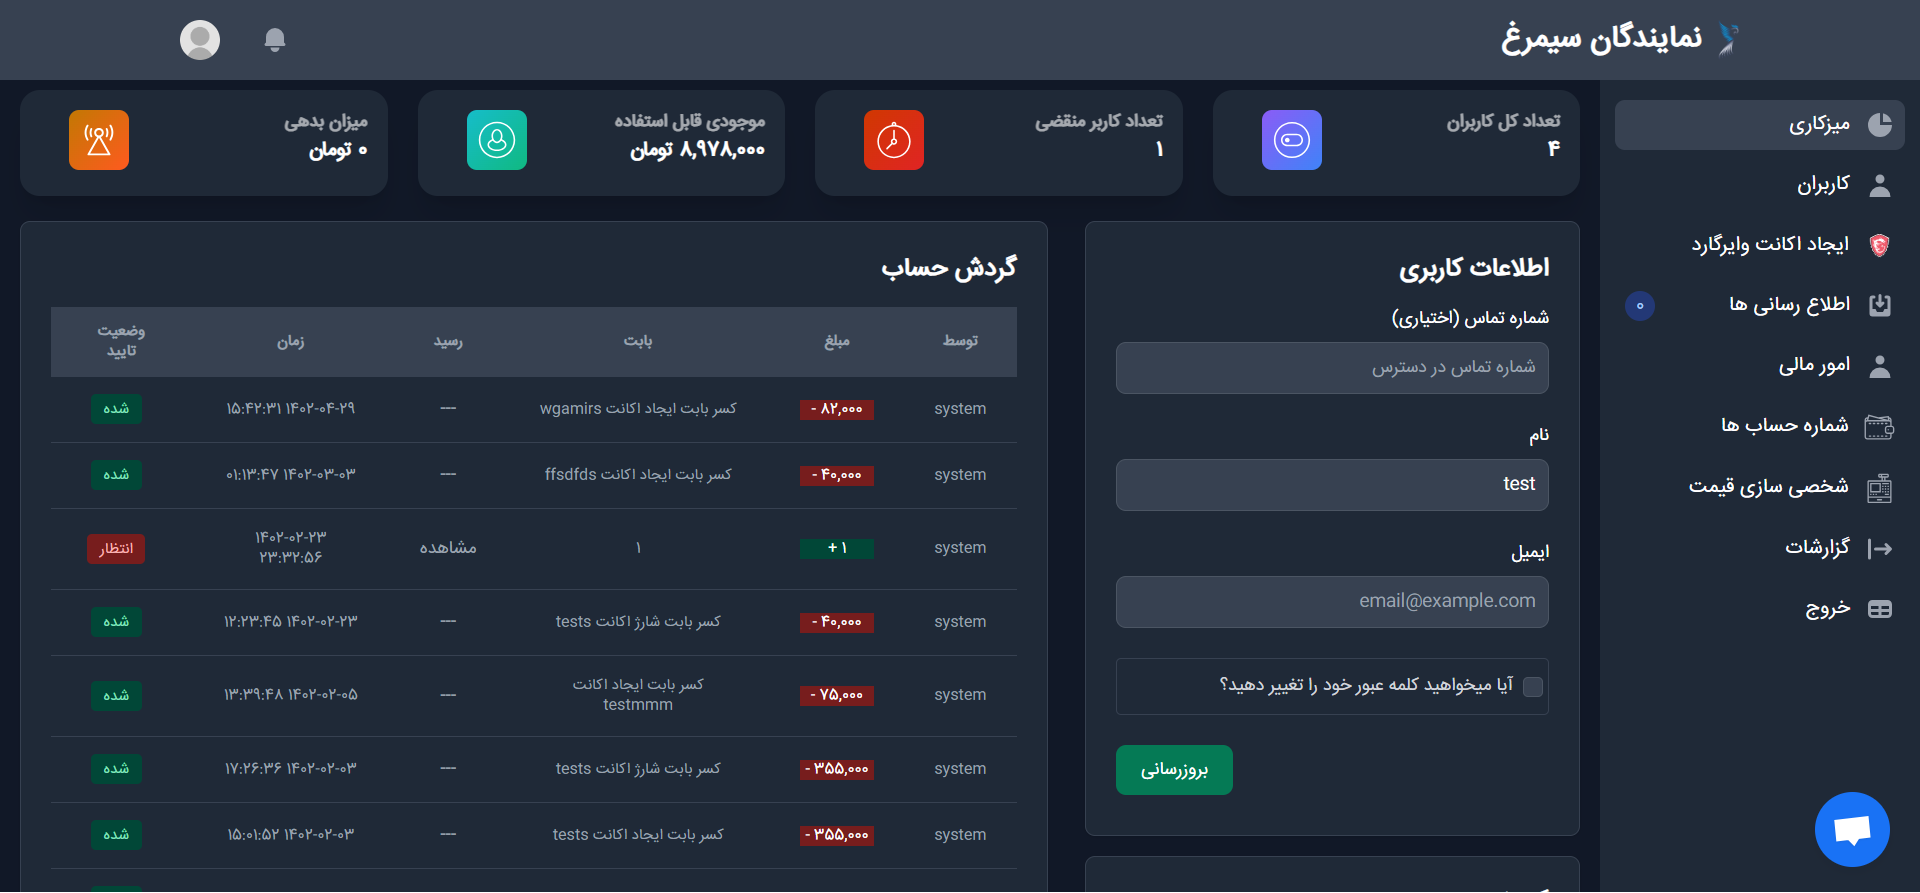 نمایندگان سیمرغ
میزکاری
کاربران
ایجاد اکانت وایرگارد
اطلاع رسانی ها
۰
امور مالی
شماره حساب ها
شخصی سازی قیمت
گزارشات
خروج
تعداد کل کاربران
۴
تعداد کاربر منقضی
۱
موجودی قابل استفاده
۸,۹۷۸,۰۰۰ تومان
میزان بدهی
۰ تومان
اطلاعات کاربری
شماره تماس (اختیاری)
شماره تماس در دسترس
نام
test
ایمیل
email@example.com
آیا میخواهید کلمه عبور خود را تغییر دهید؟
بروزرسانی
گردش حساب
توسط مبلغ بابت رسید زمان وضعیت تایید
system ۸۲,۰۰۰ - کسر بابت ایجاد اکانت wgamirs --- ۱۴۰۲-۰۴-۲۹ ۱۵:۴۲:۳۱ شده
system ۴۰,۰۰۰ - کسر بابت ایجاد اکانت ffsdfds --- ۱۴۰۲-۰۳-۰۳ ۰۱:۱۳:۴۷ شده
system ۱ + ۱ مشاهده ۱۴۰۲-۰۲-۲۳ ۲۳:۳۲:۵۶ انتظار
system ۴۰,۰۰۰ - کسر بابت شارژ اکانت tests --- ۱۴۰۲-۰۲-۲۳ ۱۲:۲۳:۴۵ شده
system ۷۵,۰۰۰ - کسر بابت ایجاد اکانت testmmm --- ۱۴۰۲-۰۲-۰۵ ۱۳:۳۹:۴۸ شده
system ۳۵۵,۰۰۰ - کسر بابت شارژ اکانت tests --- ۱۴۰۲-۰۲-۰۳ ۱۷:۲۶:۳۶ شده
system ۳۵۵,۰۰۰ - کسر بابت ایجاد اکانت tests --- ۱۴۰۲-۰۲-۰۳ ۱۵:۰۱:۵۲ شده